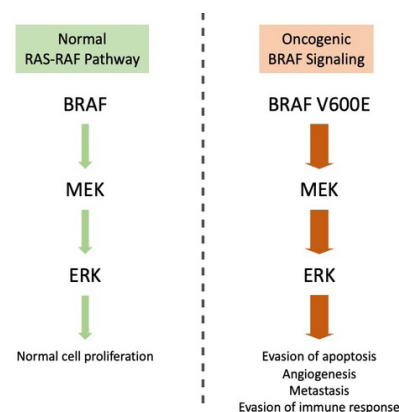 Normal
RAS-RAF Pathway
BRAF
MEK
ERK
Normal cell proliferation
Oncogenic
BRAF Signaling
BRAF V600E
MEK
ERK
Evasion of apoptosis
Angiogenesis
Metastasis
Evasion of immune response